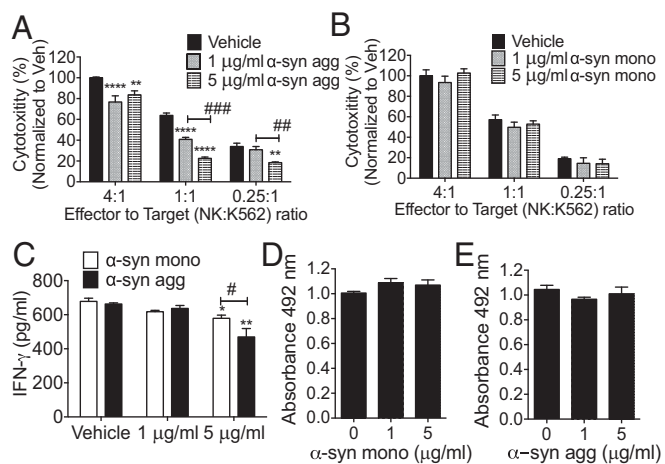 A
Vehicle
1 µg/ml α-syn agg
5 µg/ml α-syn agg
Cytotoxitity (%)
(Normalized to Veh)
120
100
80
60
40
20
0
****
**
****
###
****
##
**
4:1
1:1
0.25:1
Effector to Target (NK:K562) ratio
B
Vehicle
1 µg/ml α-syn mono
5 µg/ml α-syn mono
Cytotoxitity (%)
(Normalized to Veh)
120
100
80
60
40
20
0
4:1
1:1
0.25:1
Effector to Target (NK:K562) ratio
C
α-syn mono
α-syn agg
IFN-γ (pg/ml)
1000
800
600
400
200
0
#
*
**
Vehicle
1 µg/ml
5 µg/ml
D
Absorbance 492 nm
1.2
1.0
0.8
0.6
0.4
0.2
0.0
0 1 5
α-syn mono (µg/ml)
E
Absorbance 492 nm
1.2
1.0
0.8
0.6
0.4
0.2
0.0
0 1 5
α–syn agg (µg/ml)